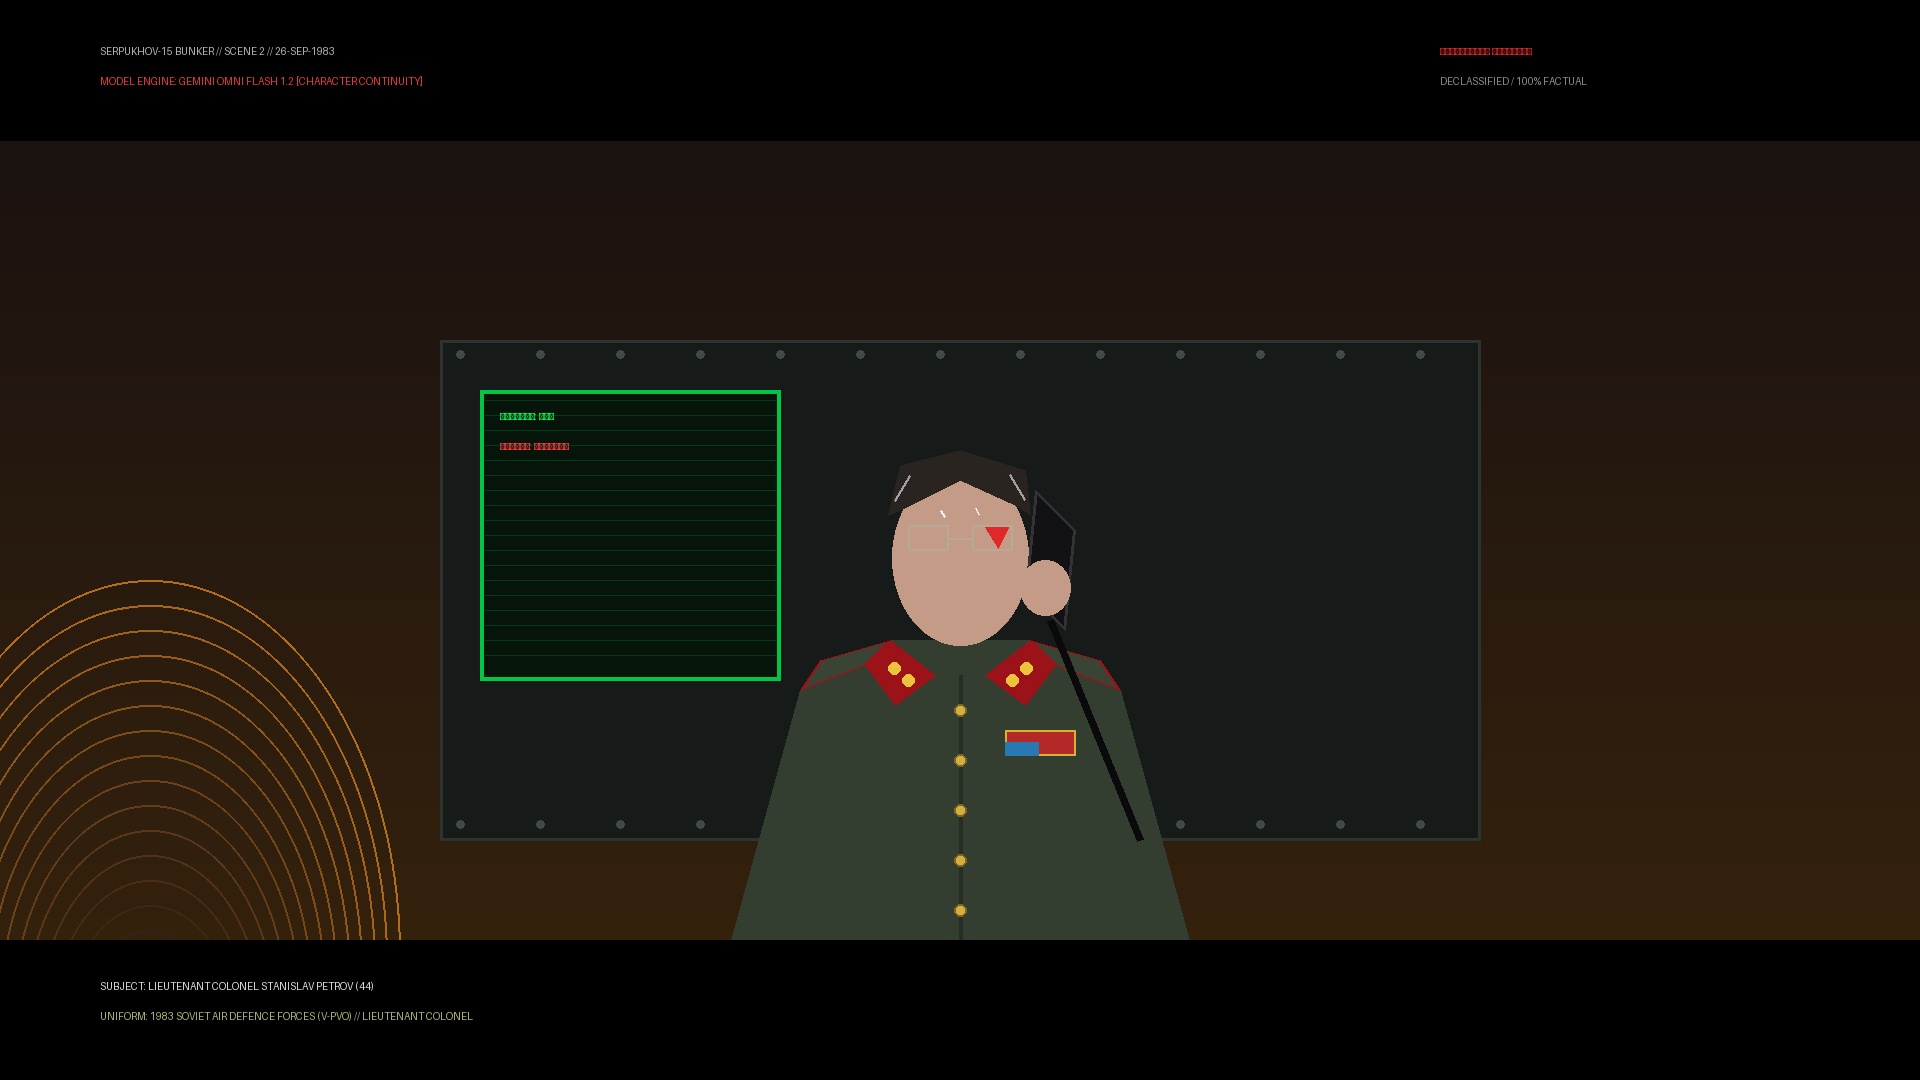 SERPUKHOV-15 BUNKER // SCENE 2 // 26-SEP-1983
MODEL ENGINE: GEMINI OMNI FLASH 1.2 [CHARACTER CONTINUITY]
DECLASSIFIED / 100% FACTUAL
SUBJECT: LIEUTENANT COLONEL STANISLAV PETROV (44)
UNIFORM: 1983 SOVIET AIR DEFENCE FORCES (V-PVO) // LIEUTENANT COLONEL